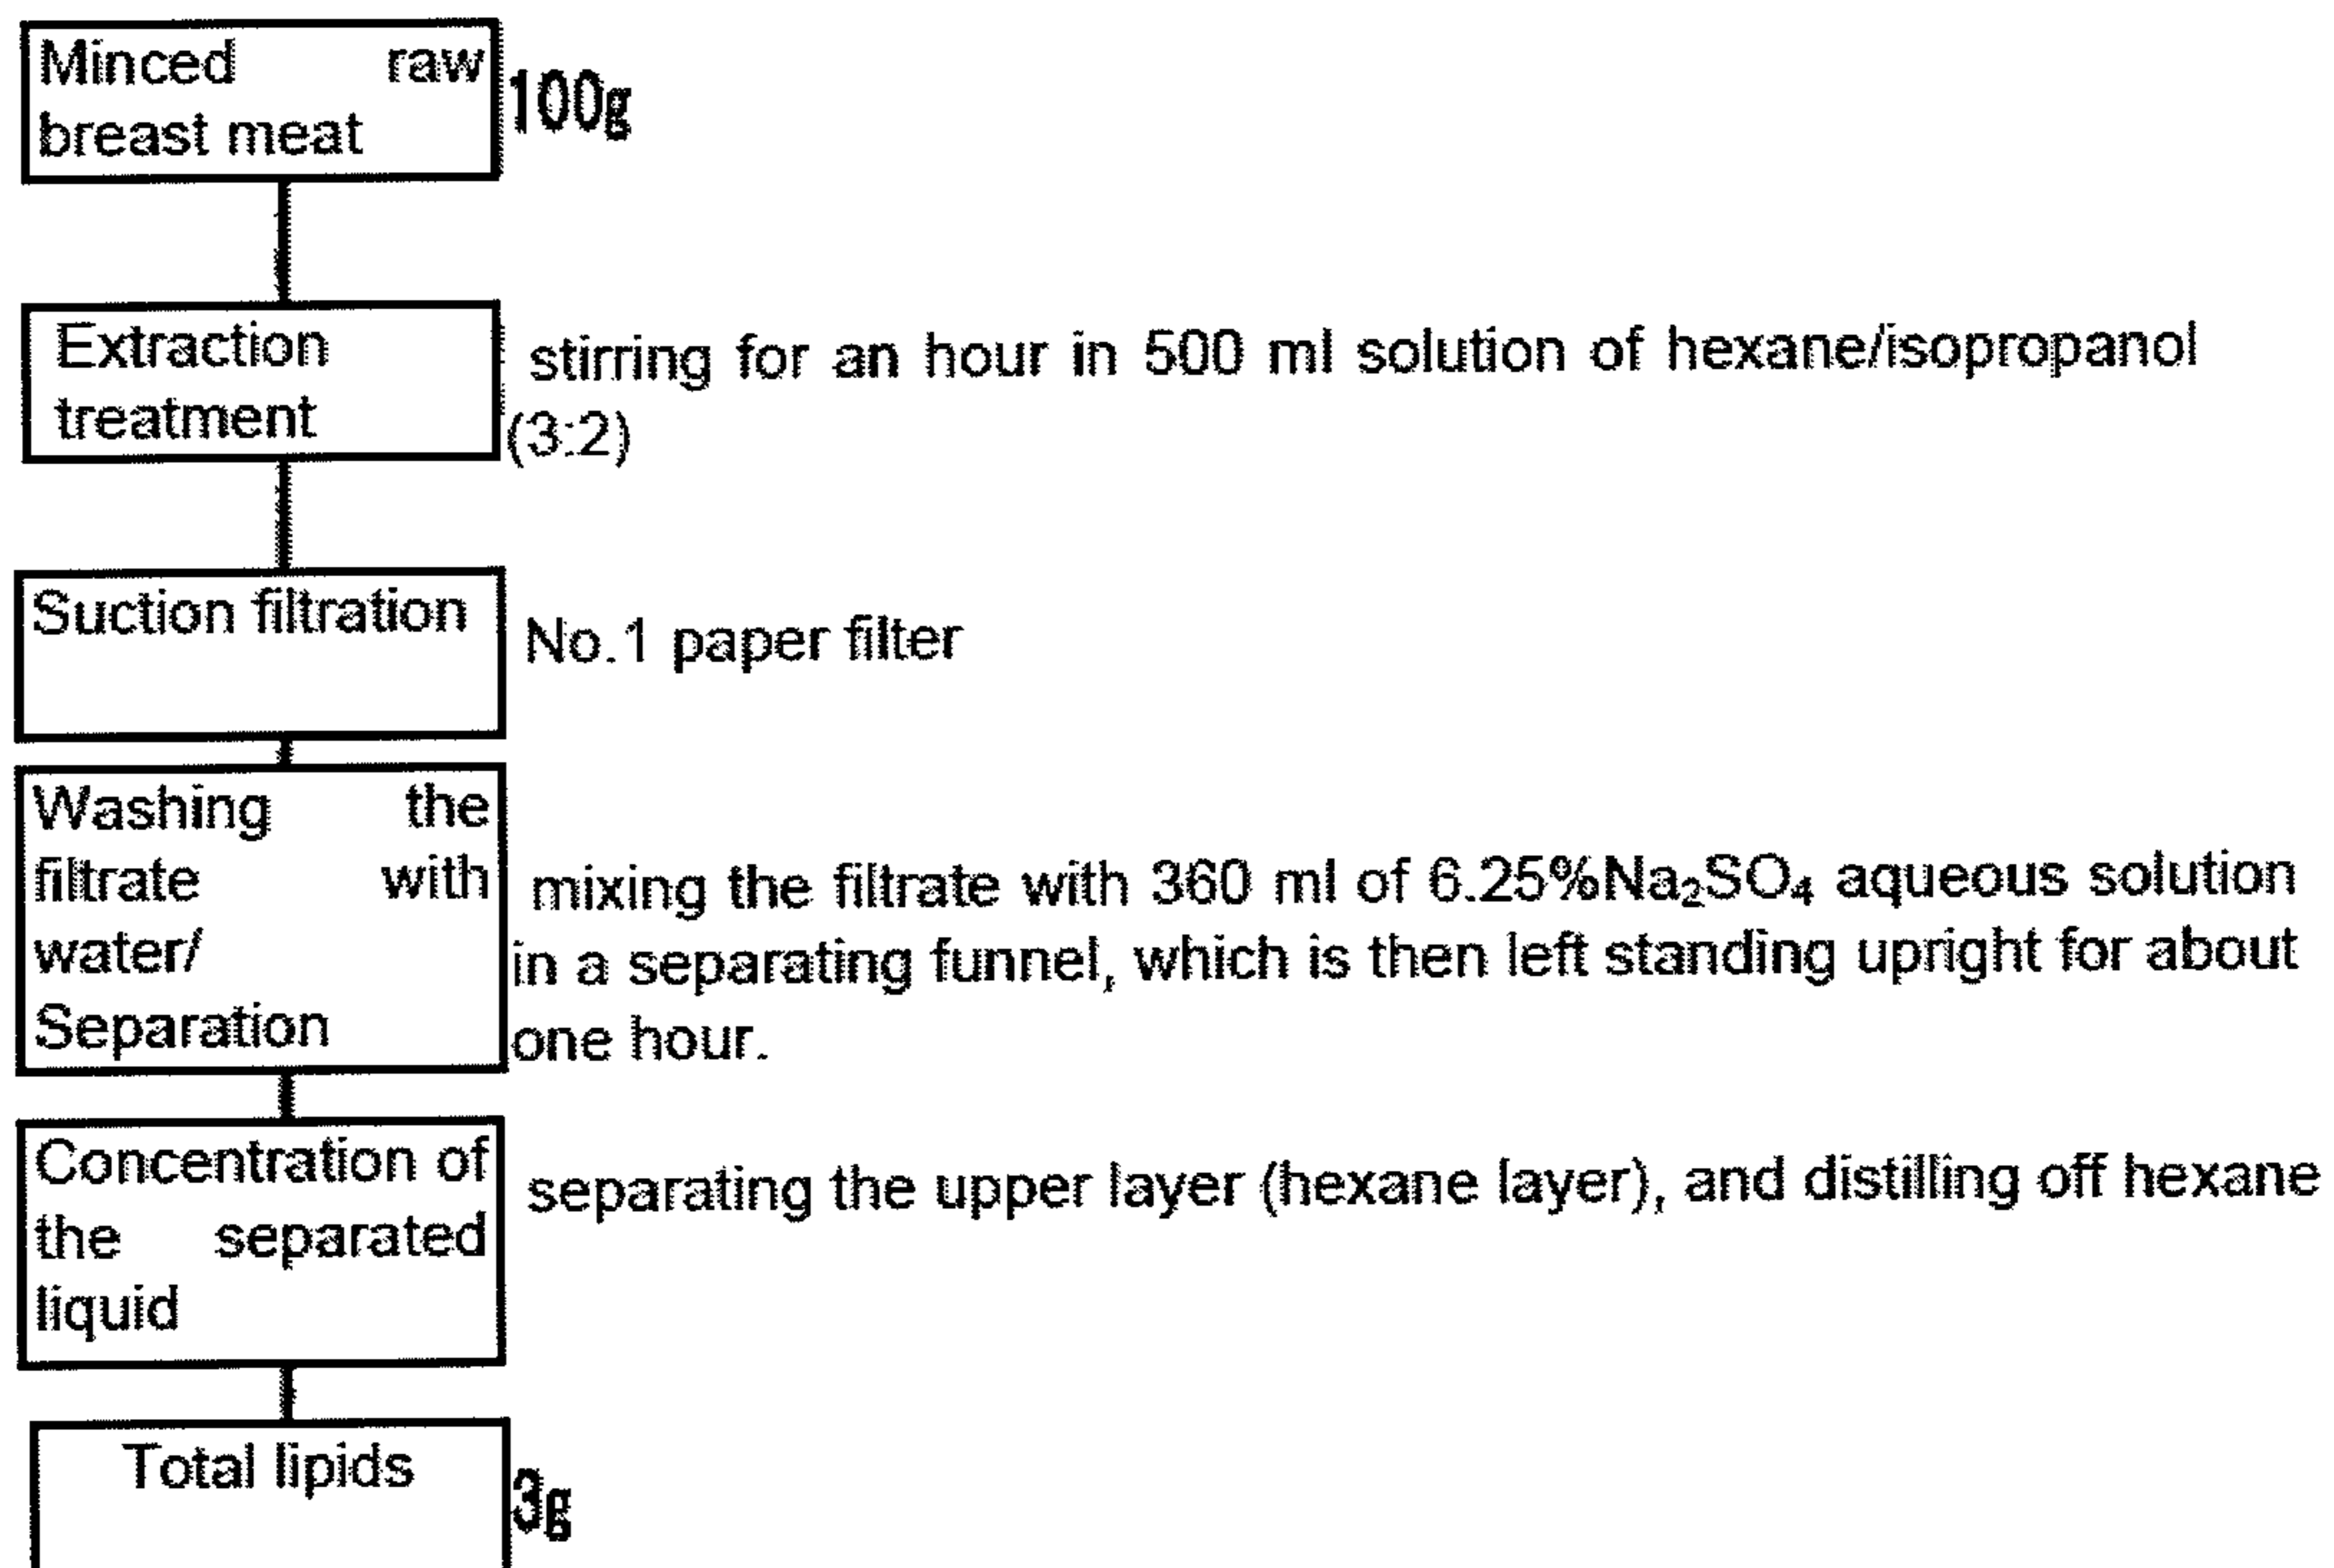 Minced raw
breast meat
100g
Extraction
treatment
stirring for an hour in 500 ml solution of hexane/isopropanol
(3:2)
Suction filtration
No.1 paper filter
Washing the
filtrate with
water/
Separation
mixing the filtrate with 360 ml of 6.25%Na₂SO₄ aqueous solution
in a separating funnel, which is then left standing upright for about
one hour.
Concentration of
the separated
liquid
separating the upper layer (hexane layer), and distilling off hexane
Total lipids
3g